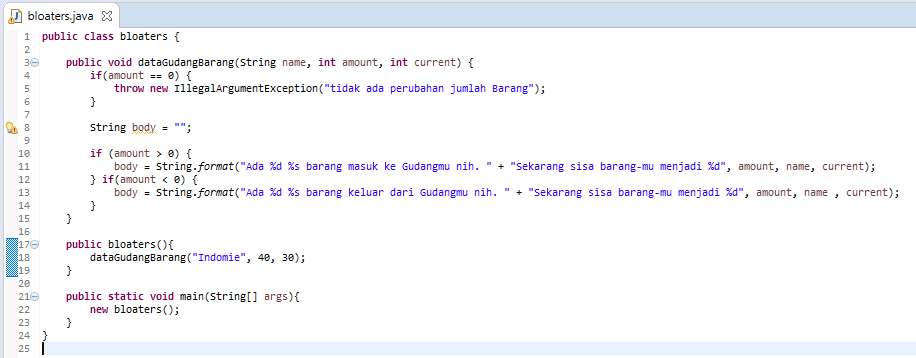 bloaters.java
1 public class bloaters {
2
3 public void dataGudangBarang(String name, int amount, int current) {
4 if(amount == 0) {
5 throw new IllegalArgumentException("tidak ada perubahan jumlah Barang");
6 }
7
8 String body = "";
9
10 if (amount > 0) {
11 body = String.format("Ada %d %s barang masuk ke Gudangmu nih. " + "Sekarang sisa barang-mu menjadi %d", amount, name, current);
12 } if(amount < 0) {
13 body = String.format("Ada %d %s barang keluar dari Gudangmu nih. " + "Sekarang sisa barang-mu menjadi %d", amount, name , current);
14 }
15 }
16
17 public bloaters(){
18 dataGudangBarang("Indomie", 40, 30);
19 }
20
21 public static void main(String[] args){
22 new bloaters();
23 }
24 }
25